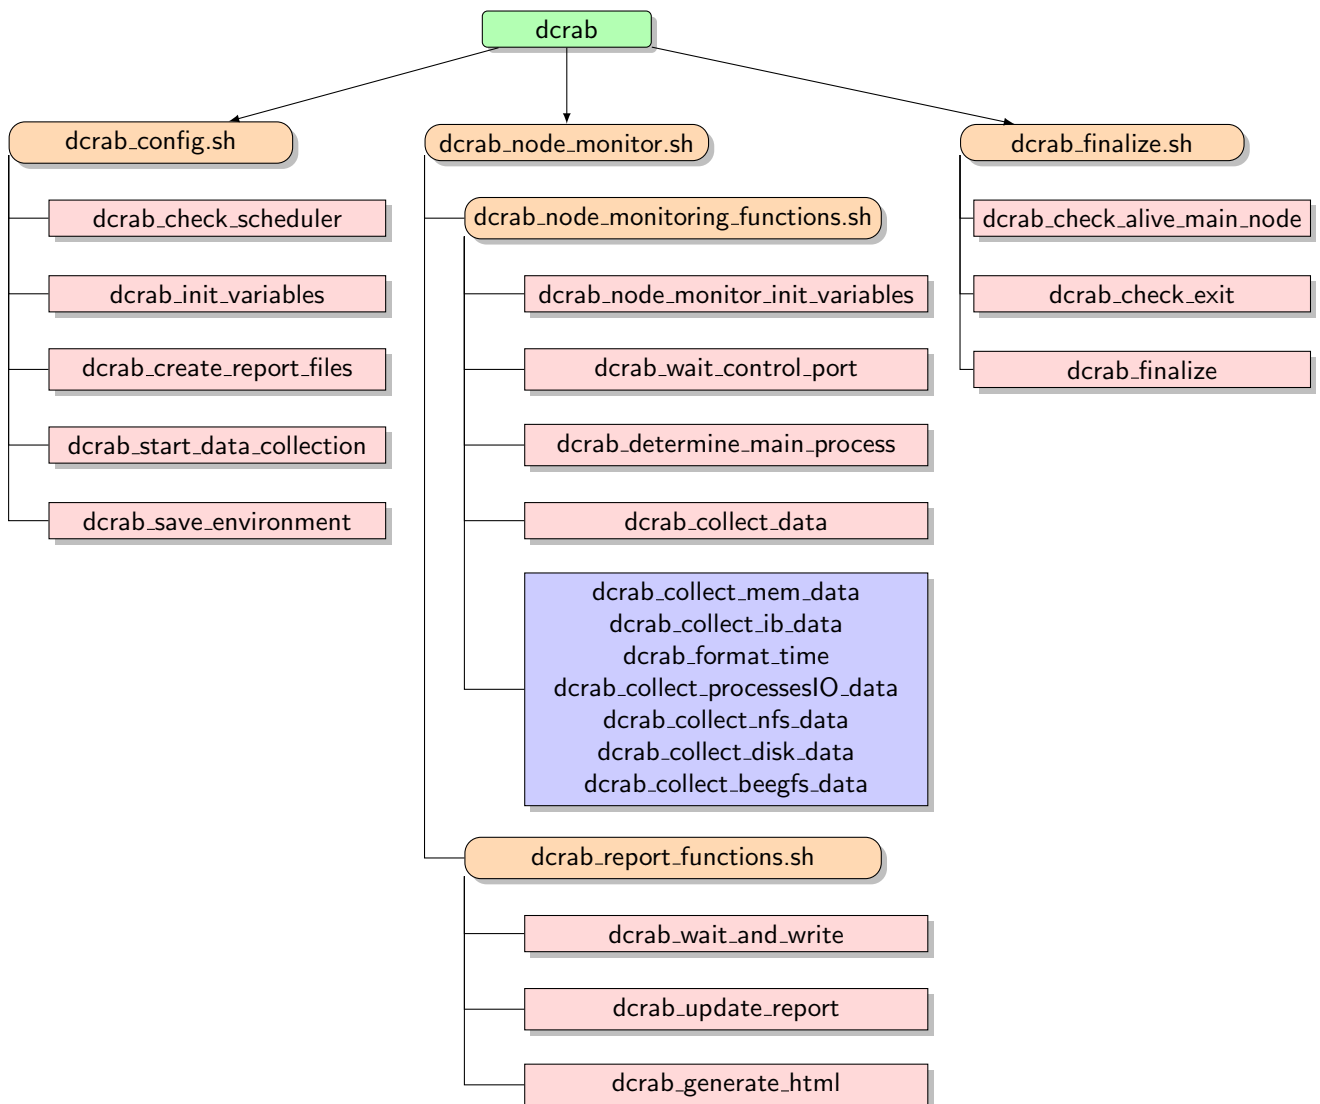 dcrab
dcrab_config.sh
dcrab_check_scheduler
dcrab_init_variables
dcrab_create_report_files
dcrab_start_data_collection
dcrab_save_environment
dcrab_node_monitor.sh
dcrab_node_monitoring_functions.sh
dcrab_node_monitor_init_variables
dcrab_wait_control_port
dcrab_determine_main_process
dcrab_collect_data
dcrab_collect_mem_data
dcrab_collect_ib_data
dcrab_format_time
dcrab_collect_processesIO_data
dcrab_collect_nfs_data
dcrab_collect_disk_data
dcrab_collect_beegfs_data
dcrab_report_functions.sh
dcrab_wait_and_write
dcrab_update_report
dcrab_generate_html
dcrab_finalize.sh
dcrab_check_alive_main_node
dcrab_check_exit
dcrab_finalize